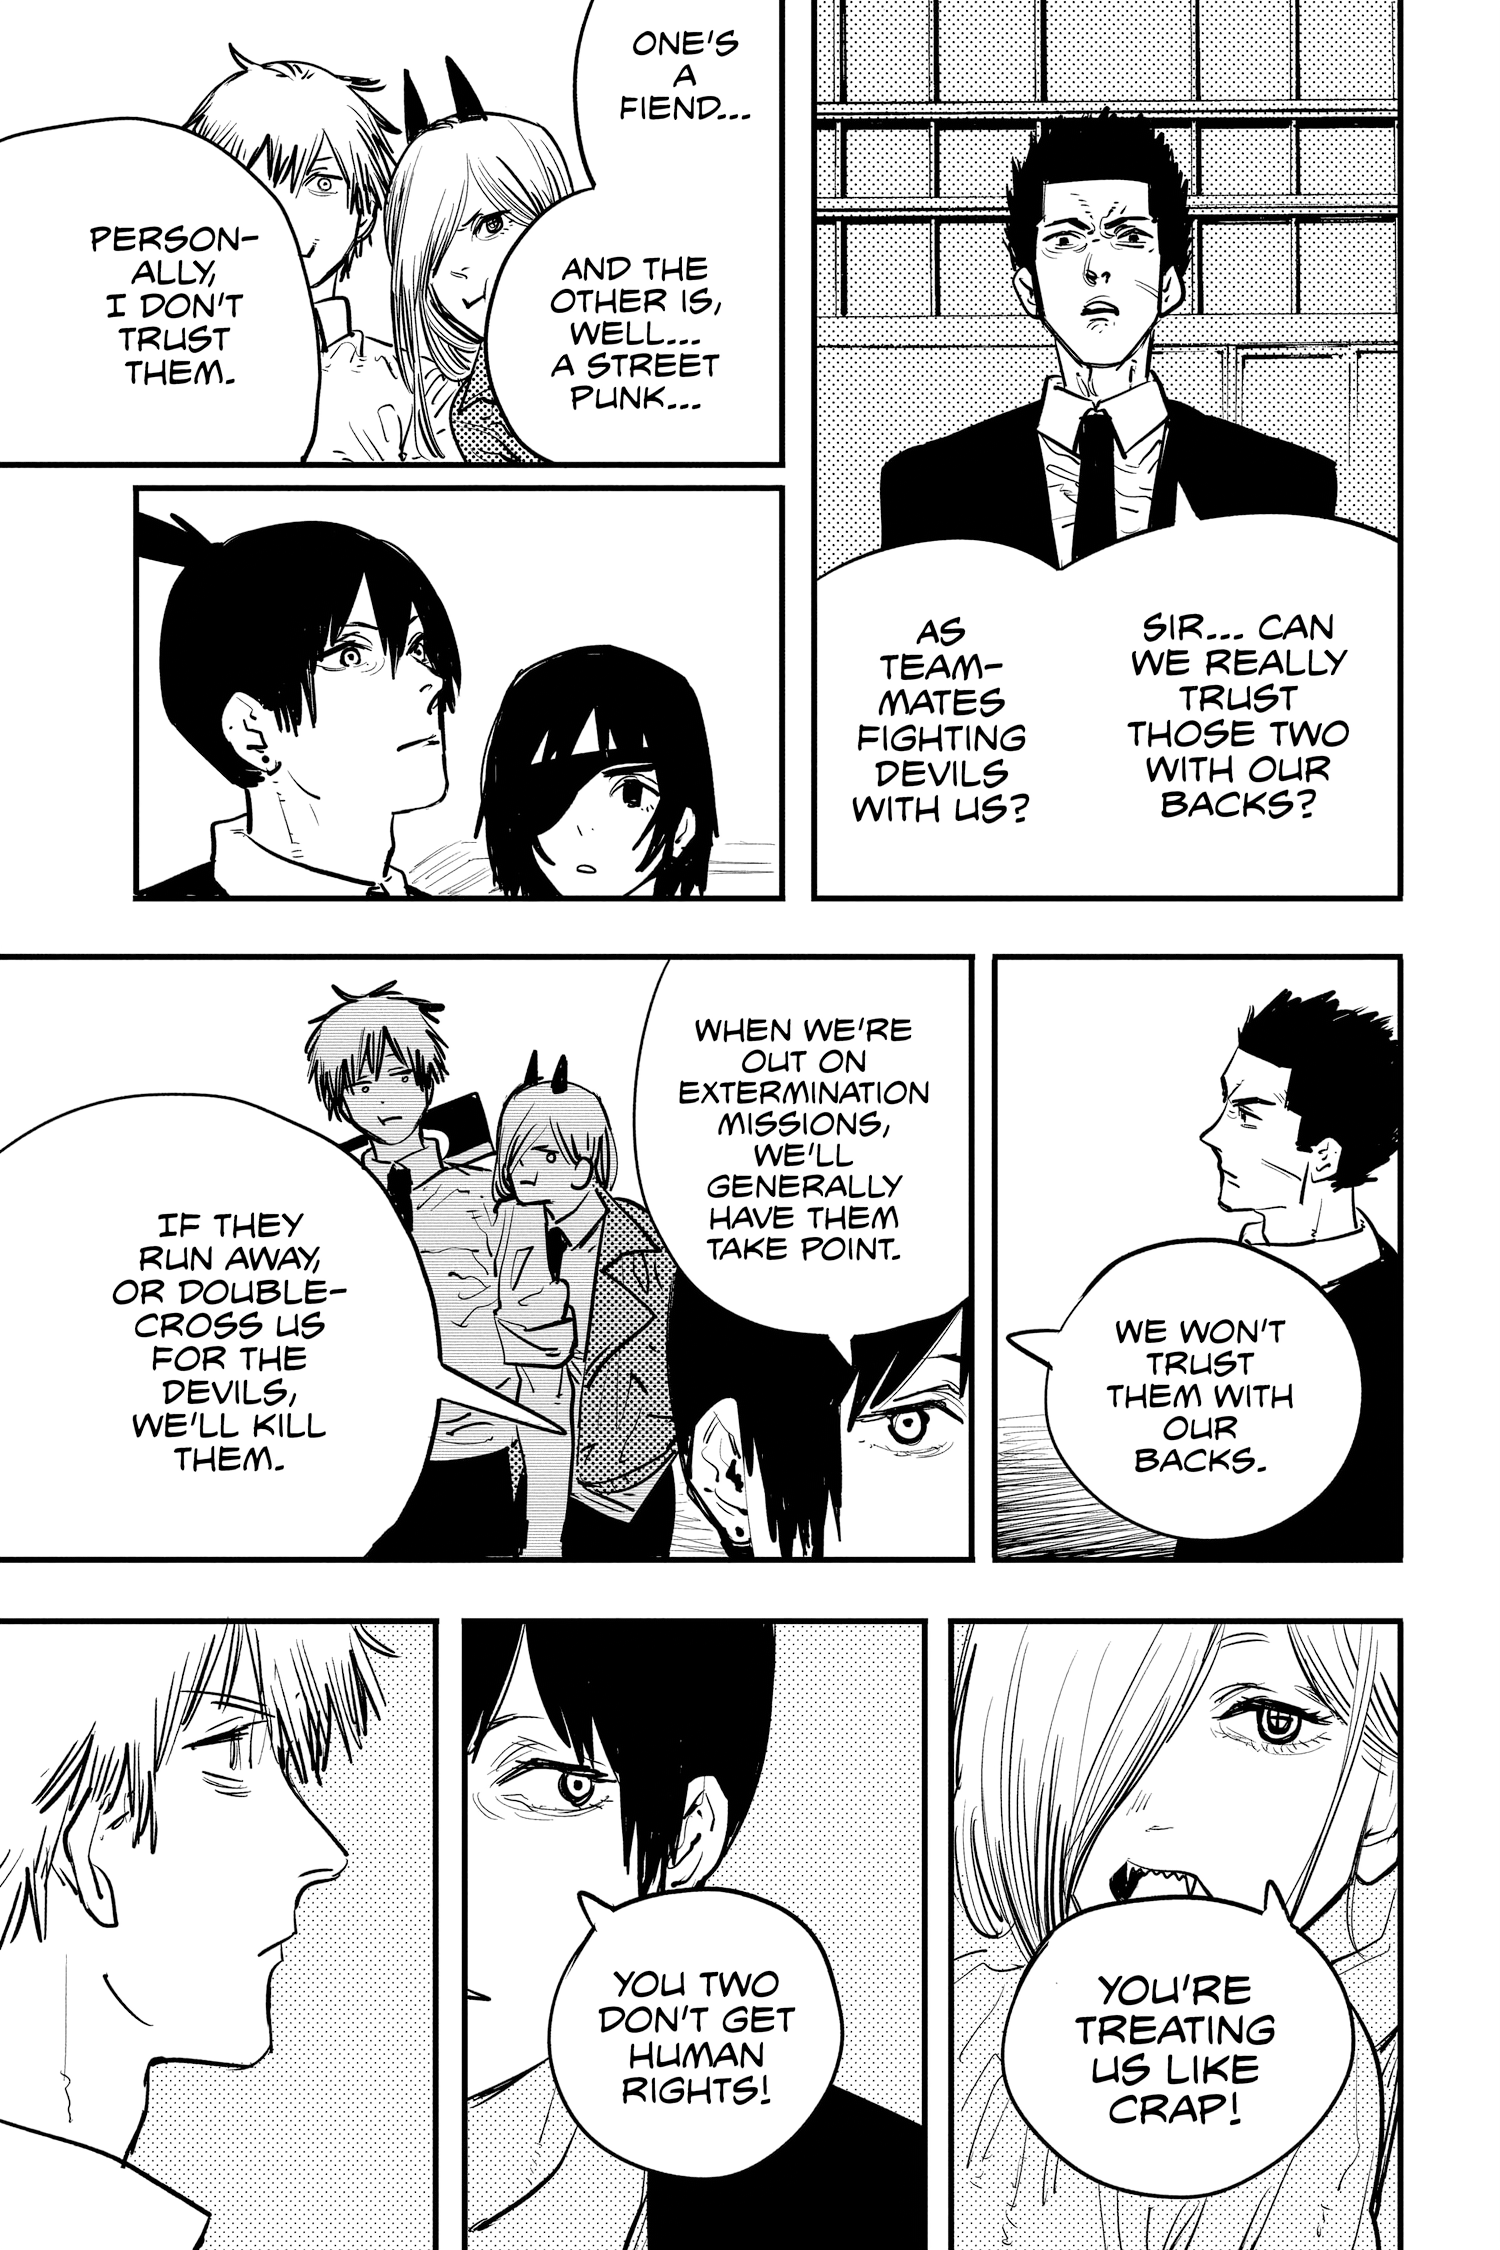 SIR... CAN
WE REALLY
TRUST
THOSE TWO
WITH OUR
BACKS?
AS
TEAM-
MATES
FIGHTING
DEVILS
WITH US?
ONE'S
A
FIEND...
AND THE
OTHER IS,
WELL...
A STREET
PUNK...
PERSON-
ALLY,
I DON'T
TRUST
THEM.
WE WON'T
TRUST
THEM WITH
OUR
BACKS.
WHEN WE'RE
OUT ON
EXTERMINATION
MISSIONS,
WE'LL
GENERALLY
HAVE THEM
TAKE POINT.
IF THEY
RUN AWAY,
OR DOUBLE-
CROSS US
FOR THE
DEVILS,
WE'LL KILL
THEM.
YOU'RE
TREATING
US LIKE
CRAP!
YOU TWO
DON'T GET
HUMAN
RIGHTS!